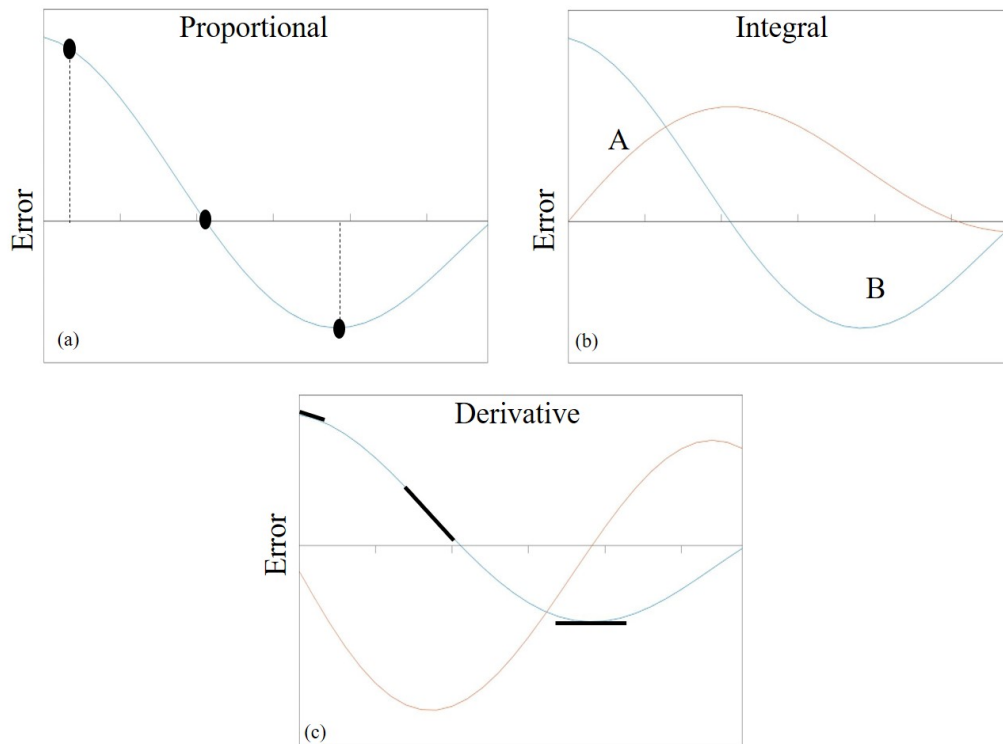 Proportional
Error
(a)
Integral
A
Error
B
(b)
Derivative
Error
(c)